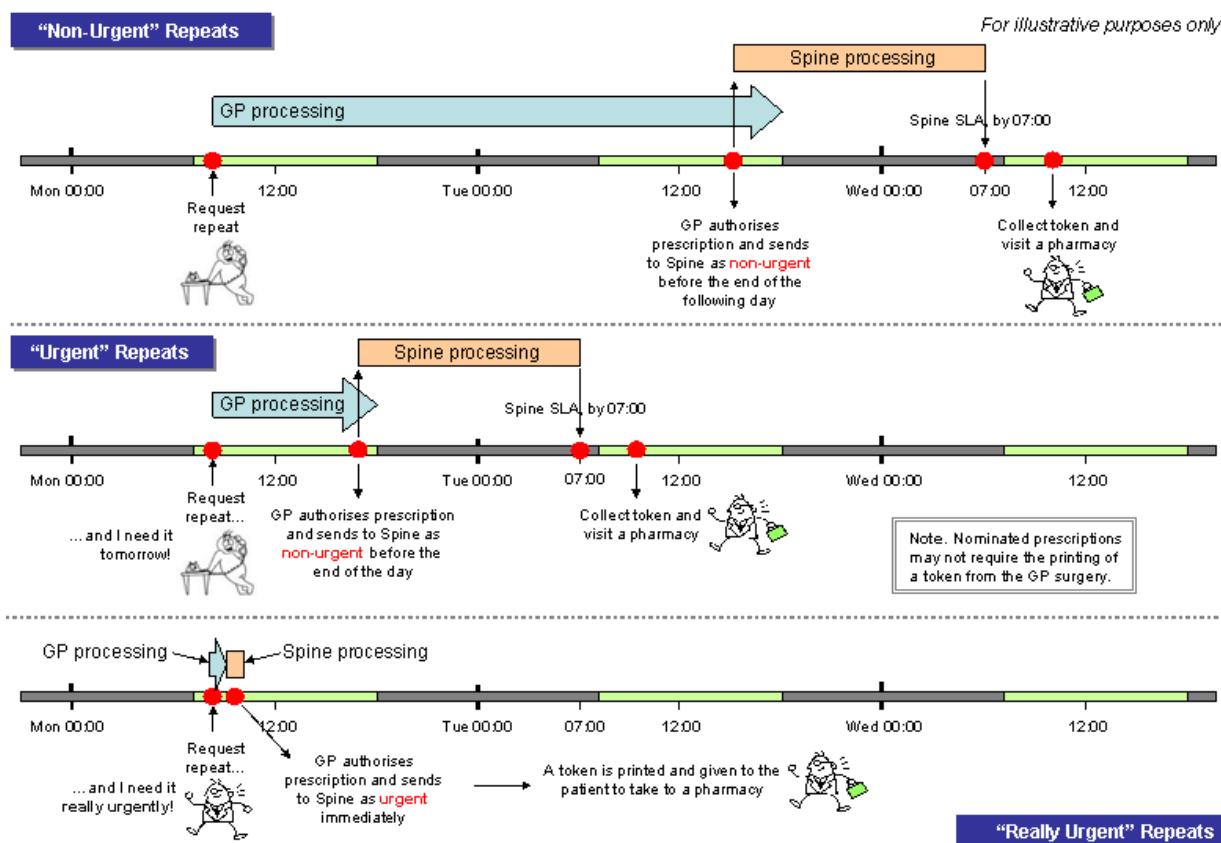 “Non-Urgent” Repeats
For illustrative purposes only
Spine processing
GP processing
Spine SLA, by 07:00
Mon 00:00
12:00
Tue 00:00
12:00
Wed 00:00
07:00
12:00
Request
repeat
GP authorises
prescription and sends
to Spine as non-urgent
before the end of the
following day
Collect token and
visit a pharmacy
“Urgent” Repeats
Spine processing
GP processing
Spine SLA, by 07:00
Mon 00:00
12:00
Tue 00:00
07:00
12:00
Wed 00:00
12:00
Request
repeat...
...and I need it
tomorrow!
GP authorises prescription
and sends to Spine as
non-urgent before the
end of the day
Collect token and
visit a pharmacy
Note. Nominated prescriptions
may not require the printing of
a token from the GP surgery.
GP processing
Spine processing
Mon 00:00
12:00
Tue 00:00
07:00
12:00
Wed 00:00
12:00
Request
repeat...
...and I need it
really urgently!
GP authorises
prescription and sends
to Spine as urgent
immediately
A token is printed and given to the
patient to take to a pharmacy
“Really Urgent” Repeats